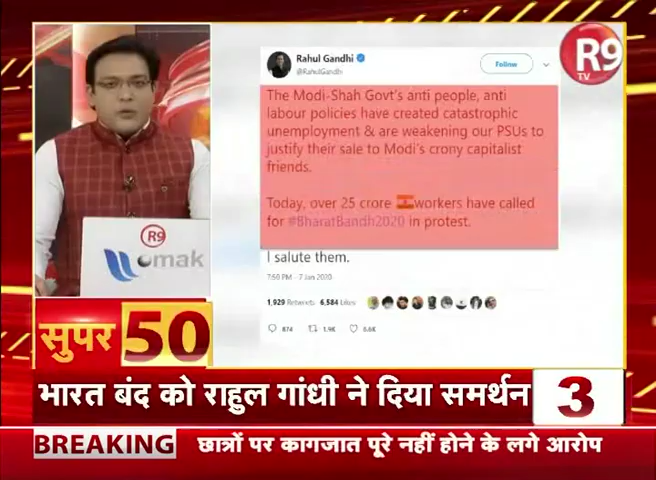 Rahul Gandhi
@RahulGandhi
Follow
R9
TV
The Modi-Shah Govt's anti people, anti
labour policies have created catastrophic
unemployment & are weakening our PSUs to
justify their sale to Modi's crony capitalist
friends.
Today, over 25 crore workers have called
for #BharatBandh2020 in protest.
I salute them.
7:50 PM - 7 Jan 2020
1,929 Retweets 6,584 Likes
874 1.9K 6.6K
R9
omak
सुपर 50
भारत बंद को राहुल गांधी ने दिया समर्थन 3
BREAKING छात्रों पर कागजात पूरे नहीं होने के लगे आरोप